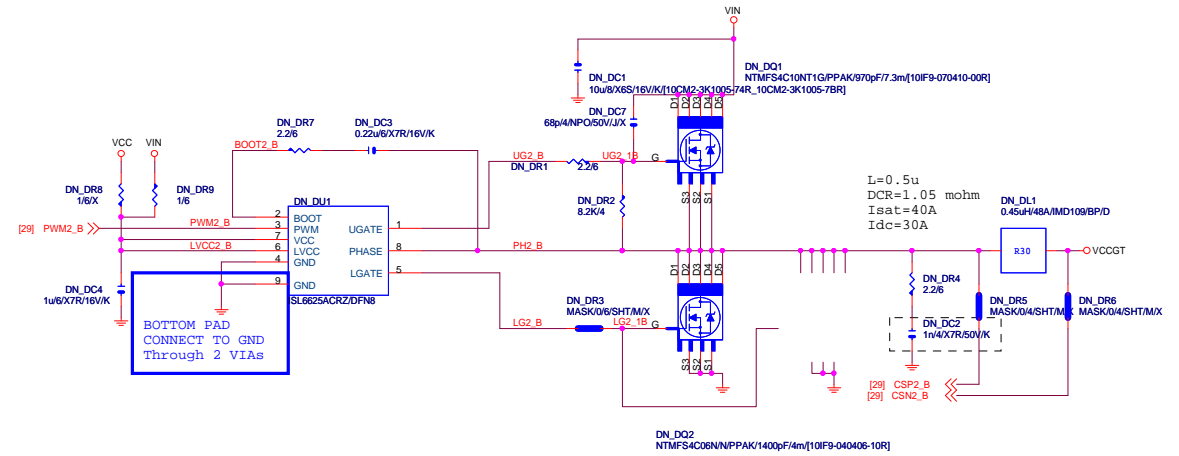 VIN
DN_DC1
10u/8/X6S/16V/K/[10CM2-3K1005-74R_10CM2-3K1005-7BR]
DN_DQ1
NTMFS4C10NT1G/PPAK/970pF/7.3m/[10IF9-070410-00R]
D1
D2
D3
D4
D5
DN_DC7
68p/4/NPO/50V/J/X
DN_DR7
2.2/6
DN_DC3
0.22u/6/X7R/16V/K
BOOT2_B
VCC
VIN
UG2_B
DN_DR1
2.2/6
UG2_1B
G
S3
S2
S1
DN_DR8
1/6/X
DN_DR9
1/6
DN_DR2
8.2K/4
L=0.5u
DCR=1.05 mohm
Isat=40A
Idc=30A
DN_DL1
0.45uH/48A/IMD109/BP/D
R30
VCCGT
DN_DU1
2 BOOT
3 PWM
7 VCC
6 LVCC
4 GND
9 GND
UGATE 1
PHASE 8
LGATE 5
SL6625ACRZ/DFN8
[29] PWM2_B
PWM2_B
LVCC2_B
PH2_B
DN_DC4
1u/6/X7R/16V/K
BOTTOM PAD
CONNECT TO GND
Through 2 VIAs
D1
D2
D3
D4
D5
DN_DR3
MASK/0/6/SHT/M/X
LG2_B
LG2_1B
G
S3
S2
S1
DN_DR4
2.2/6
DN_DC2
1n/4/X7R/50V/K
DN_DR5
MASK/0/4/SHT/M/X
DN_DR6
MASK/0/4/SHT/M/X
[29] CSP2_B
[29] CSN2_B
DN_DQ2
NTMFS4C06N/N/PPAK/1400pF/4m/[10IF9-040406-10R]